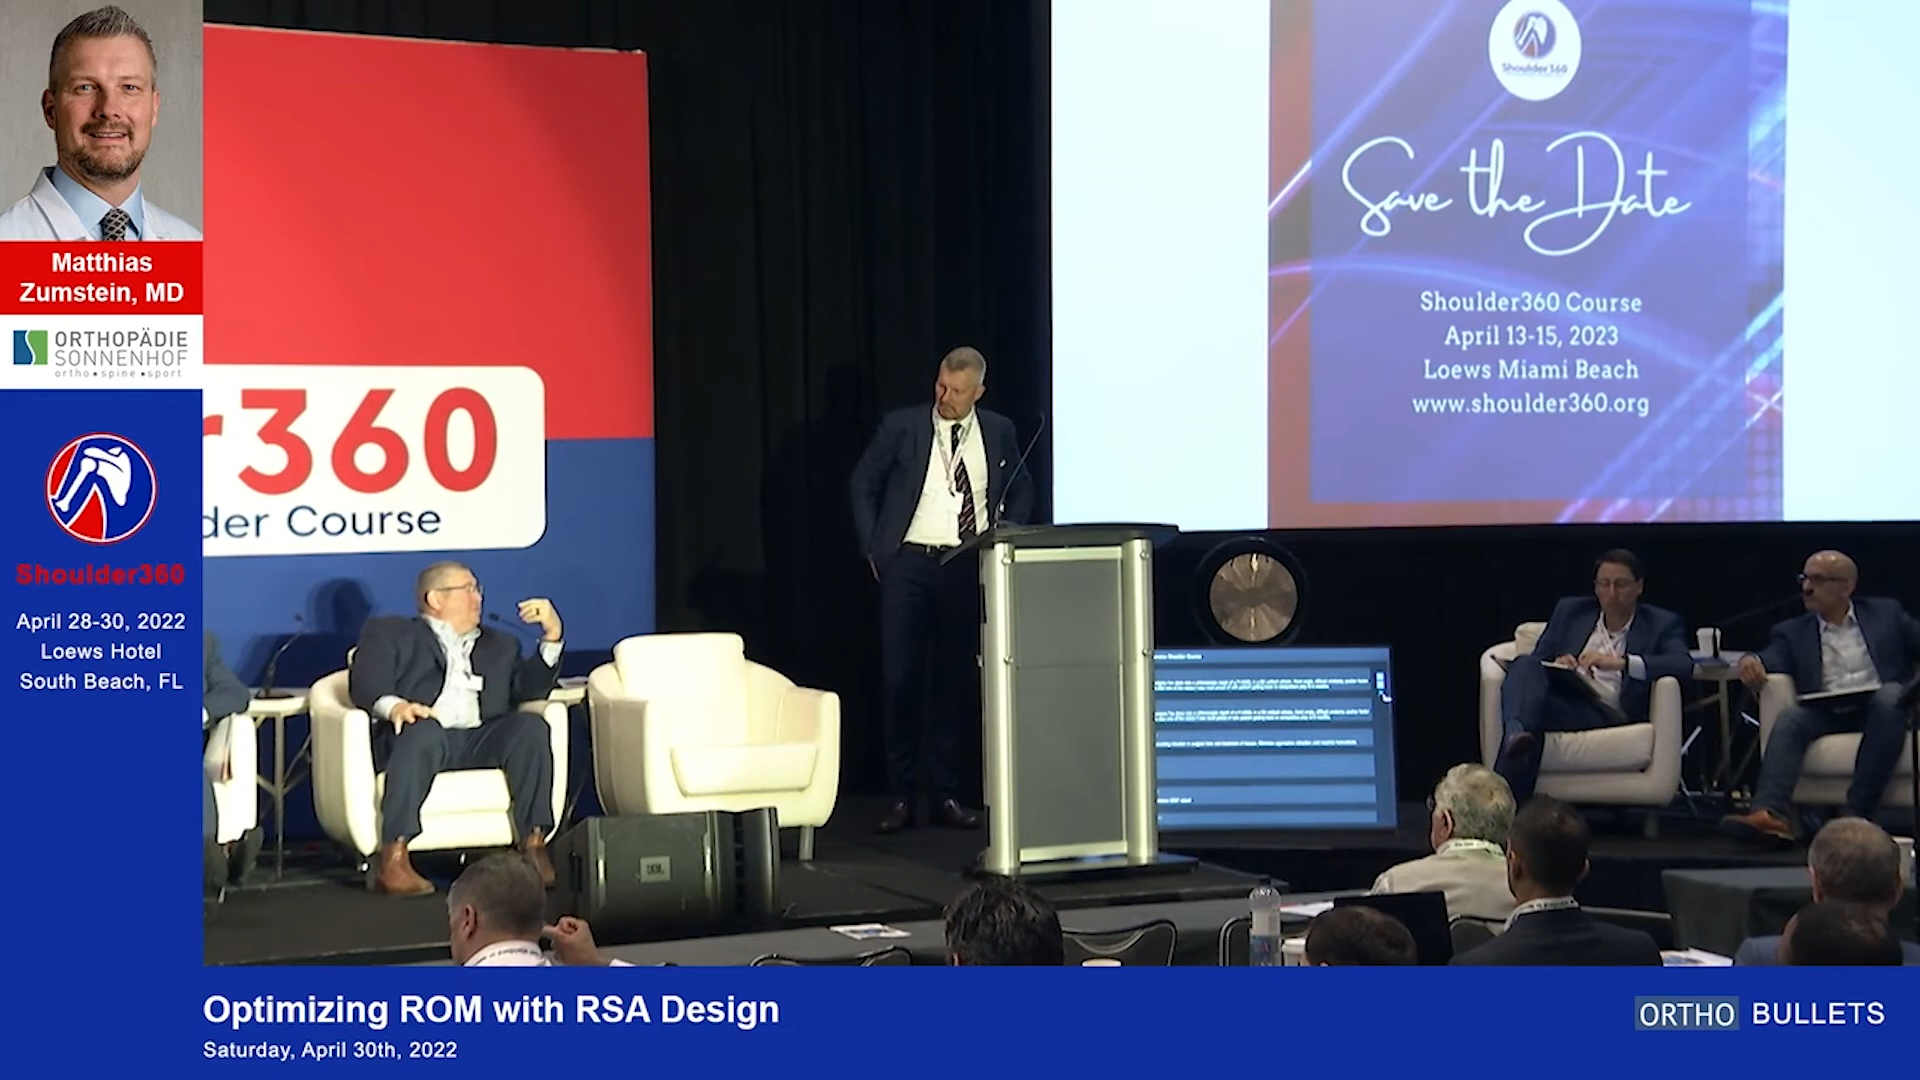 Matthias
Zumstein, MD
ORTHOPÄDIE
SONNENHOF
ortho ▪ spine ▪ sport
Shoulder360
April 28-30, 2022
Loews Hotel
South Beach, FL
r360
der Course
Shoulder360
Save the Date
Shoulder360 Course
April 13-15, 2023
Loews Miami Beach
www.shoulder360.org
JBL
Optimizing ROM with RSA Design
Saturday, April 30th, 2022
ORTHO BULLETS